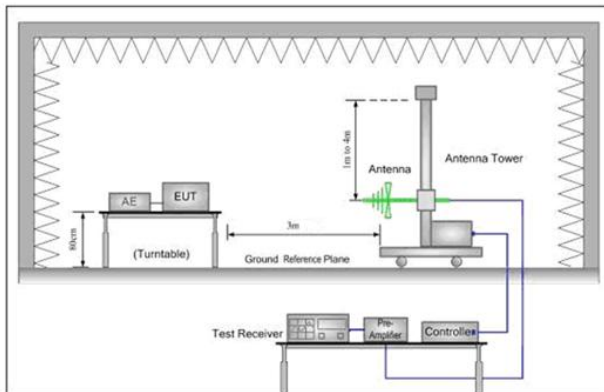 1m to 4m
Antenna
Antenna Tower
AE
EUT
80cm
(Turntable)
3m
Ground Reference Plane
Test Receiver
Pre-
Amplifier
Controller